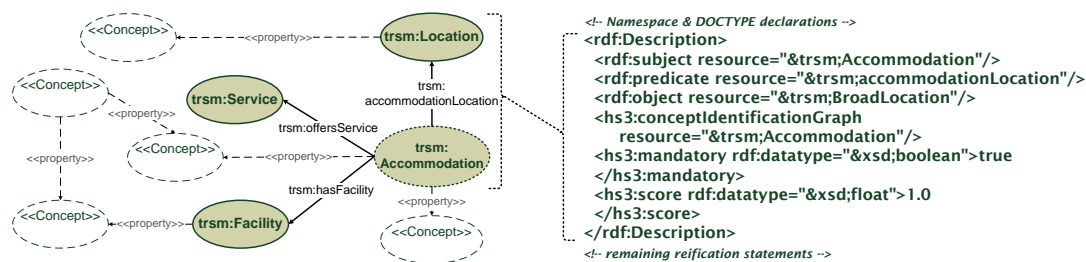 <<Concept>>
<<property>>
trsm:Location
trsm:
accommodationLocation
<<Concept>>
trsm:Service
<<property>>
trsm:offersService
<<property>>
<<Concept>>
<<property>>
trsm:
Accommodation
trsm:hasFacility
<<Concept>>
<<property>>
trsm:Facility
<<Concept>>
<!-- Namespace & DOCTYPE declarations -->
<rdf:Description>
<rdf:subject resource="&trsm;Accommodation"/>
<rdf:predicate resource="&trsm;accommodationLocation"/>
<rdf:object resource="&trsm;BroadLocation"/>
<hs3:conceptIdentificationGraph
resource="&trsm;Accommodation"/>
<hs3:mandatory rdf:datatype="&xsd;boolean">true
</hs3:mandatory>
<hs3:score rdf:datatype="&xsd;float">1.0
</hs3:score>
</rdf:Description>
<!-- remaining reification statements -->